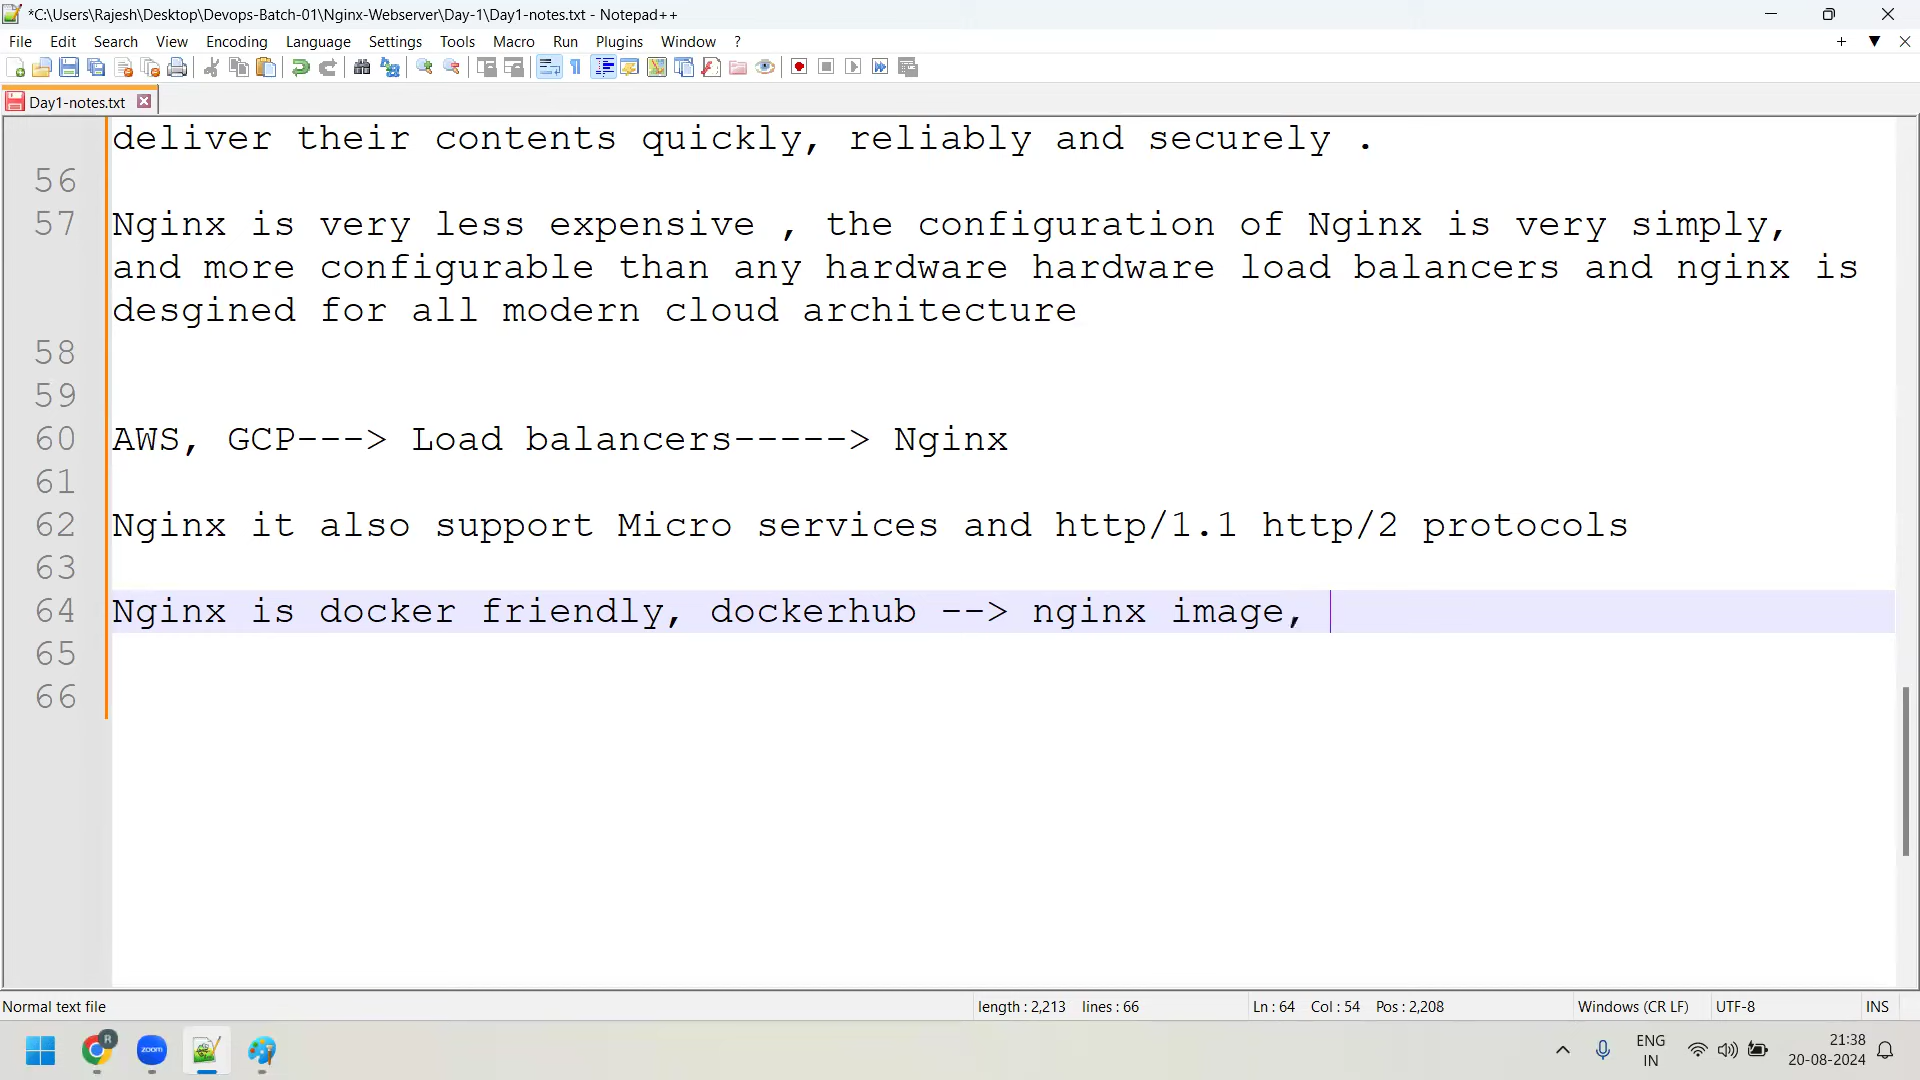 *C:\Users\Rajesh\Desktop\Devops-Batch-01\Nginx-Webserver\Day-1\Day1-notes.txt - Notepad++
File Edit Search View Encoding Language Settings Tools Macro Run Plugins Window ?
Day1-notes.txt
deliver their contents quickly, reliably and securely .
56
57 Nginx is very less expensive , the configuration of Nginx is very simply,
and more configurable than any hardware hardware load balancers and nginx is
desgined for all modern cloud architecture
58
59
60 AWS, GCP---> Load balancers-----> Nginx
61
62 Nginx it also support Micro services and http/1.1 http/2 protocols
63
64 Nginx is docker friendly, dockerhub --> nginx image,
65
66
Normal text file length : 2,213 lines : 66 Ln : 64 Col : 54 Pos : 2,208 Windows (CR LF) UTF-8 INS
R
zoom
ENG
IN
21:38
20-08-2024